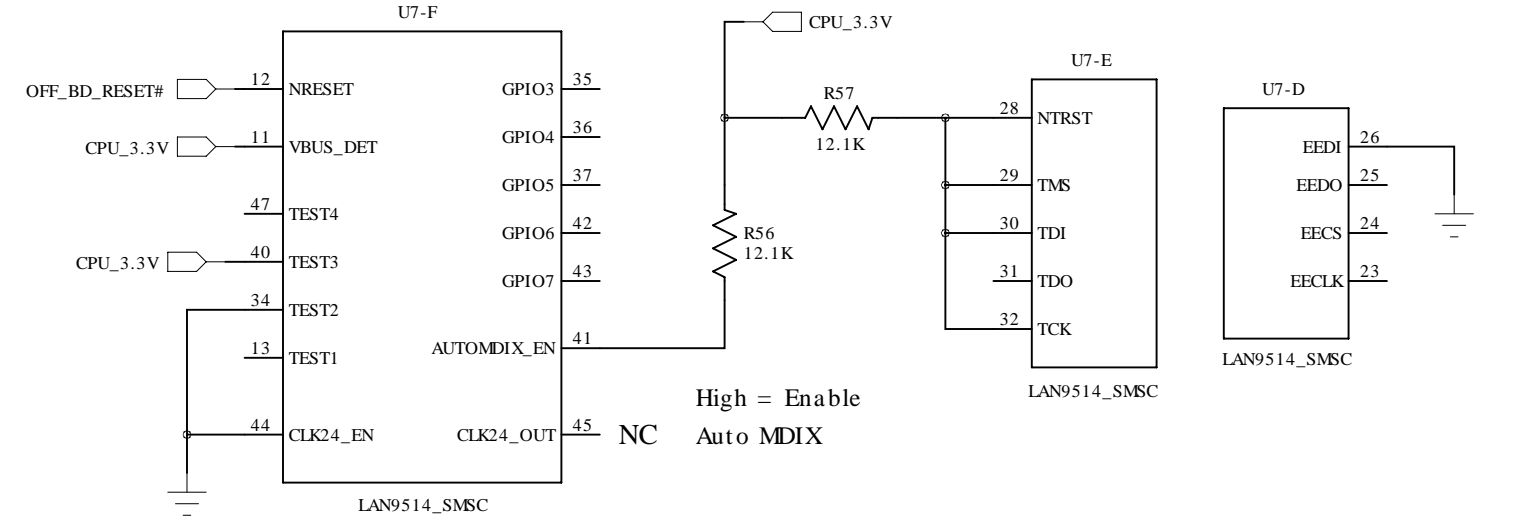 U7-F
OFF_BD_RESET#
12
NRESET
CPU_3.3V
11
VBUS_DET
47
TEST4
CPU_3.3V
40
TEST3
34
TEST2
13
TEST1
44
CLK24_EN
GPIO3
35
GPIO4
36
GPIO5
37
GPIO6
42
GPIO7
43
AUTOMDIX_EN
41
CLK24_OUT
45
NC
LAN9514_SMSC
CPU_3.3V
R57
12.1K
R56
12.1K
High = Enable
Auto MDIX
U7-E
28
NTRST
29
TMS
30
TDI
31
TDO
32
TCK
LAN9514_SMSC
U7-D
EEDI
26
EEDO
25
EECS
24
EECLK
23
LAN9514_SMSC